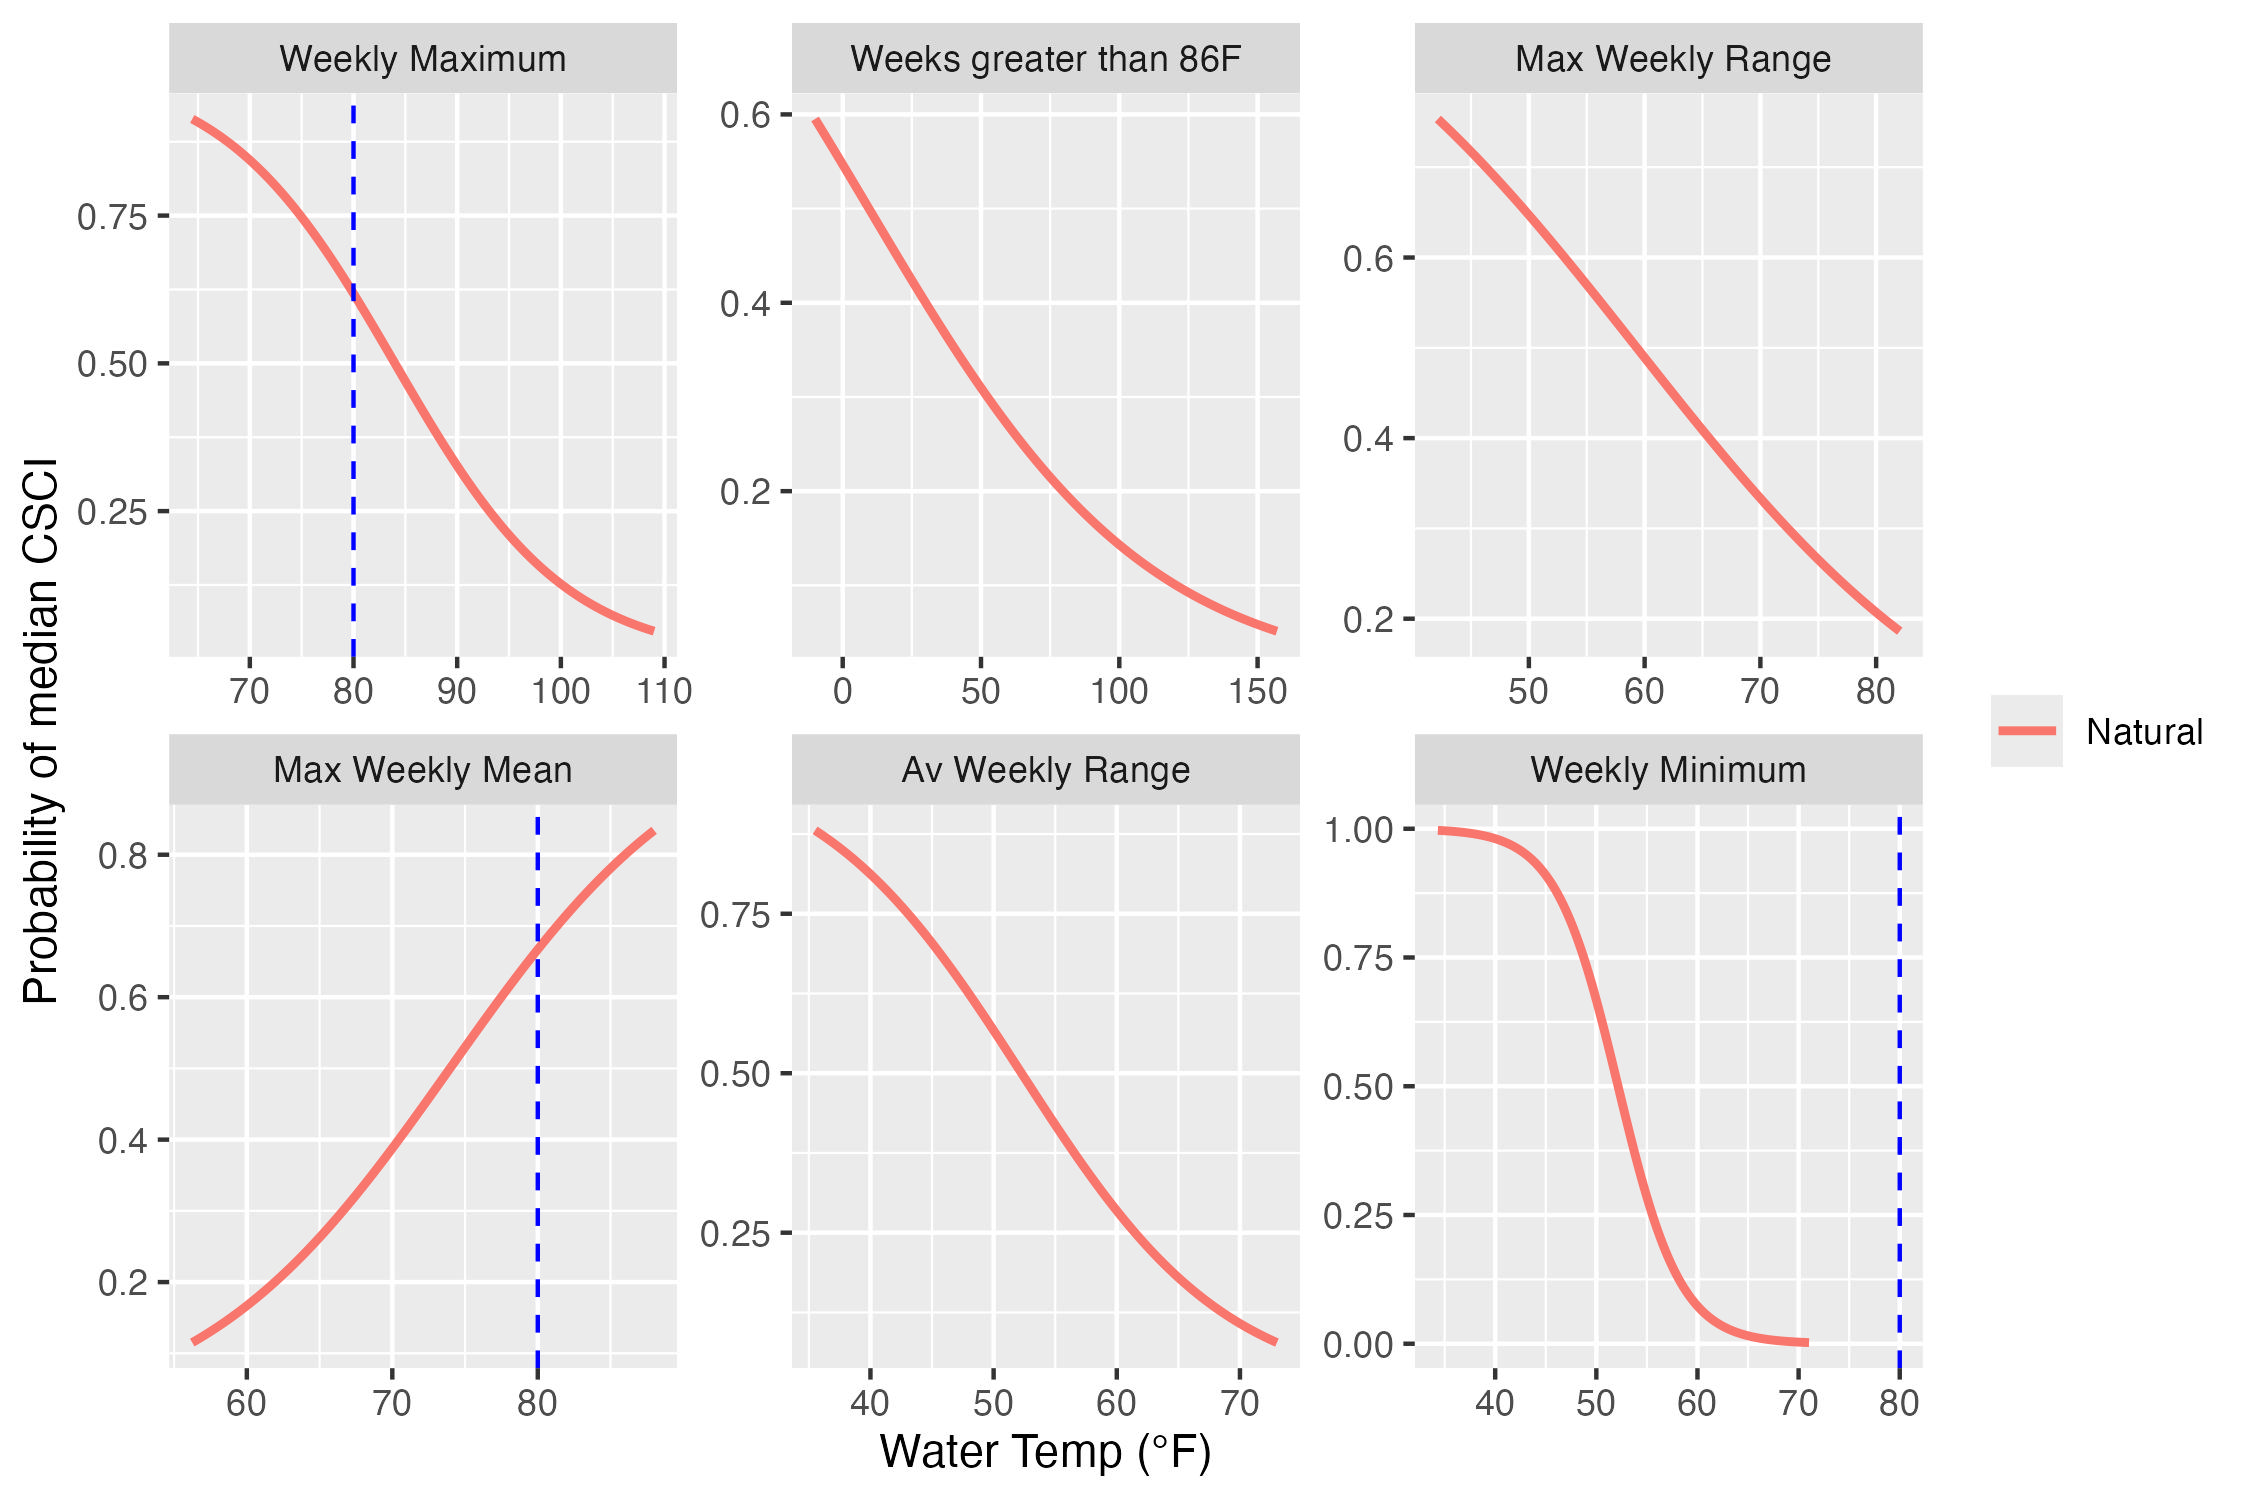 Weekly Maximum
Weeks greater than 86F
Max Weekly Range
0.75
0.50
0.25
70 80 90 100 110
0.6
0.4
0.2
0 50 100 150
0.6
0.4
0.2
50 60 70 80
Max Weekly Mean
Av Weekly Range
Weekly Minimum
0.8
0.6
0.4
0.2
60 70 80
0.75
0.50
0.25
40 50 60 70
1.00
0.75
0.50
0.25
0.00
40 50 60 70 80
Probability of median CSCI
Water Temp (°F)
Natural